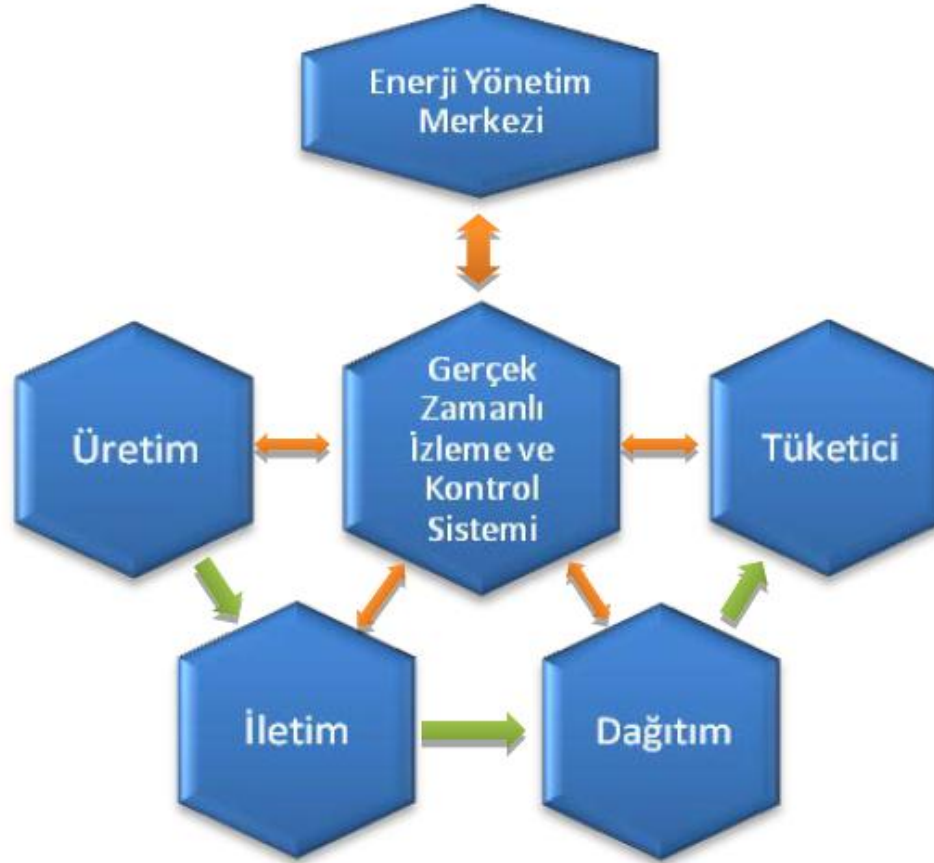 Enerji Yönetim
Merkezi
Üretim
Gerçek
Zamanlı
İzleme ve
Kontrol
Sistemi
Tüketici
İletim
Dağıtım